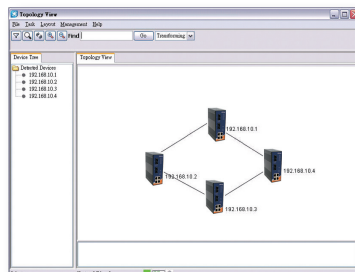 Topology View
File Task Layout Management Help
Find Go Transforming
Device Tree
Topology View
Detected Devices
192.168.10.1
192.168.10.2
192.168.10.3
192.168.10.4
192.168.10.1
192.168.10.4
192.168.10.2
192.168.10.3